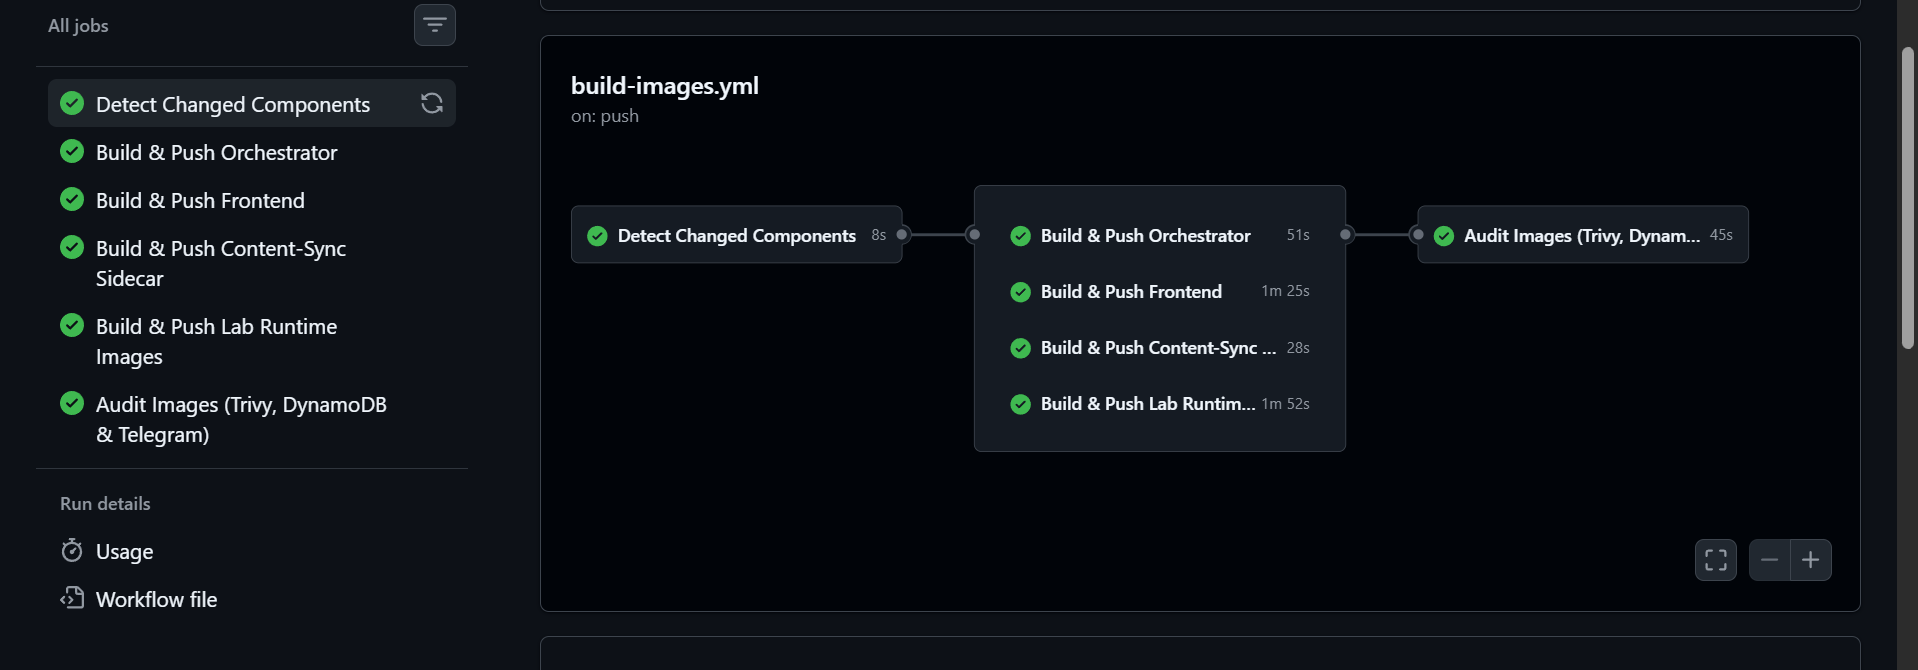 All jobs
Detect Changed Components
Build & Push Orchestrator
Build & Push Frontend
Build & Push Content-Sync
Sidecar
Build & Push Lab Runtime
Images
Audit Images (Trivy, DynamoDB
& Telegram)
Run details
Usage
Workflow file
build-images.yml
on: push
Detect Changed Components 8s
Build & Push Orchestrator 51s
Build & Push Frontend 1m 25s
Build & Push Content-Sync ... 28s
Build & Push Lab Runtim... 1m 52s
Audit Images (Trivy, Dynam... 45s